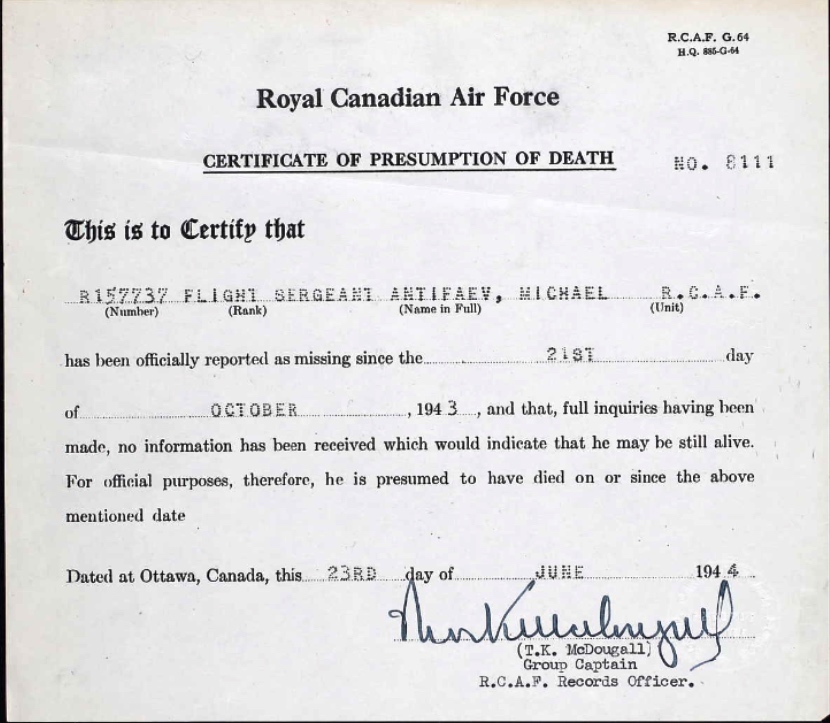 R.C.A.F. G.64
H.Q. 885-G-64
Royal Canadian Air Force
CERTIFICATE OF PRESUMPTION OF DEATH NO. 8111
This is to Certify that
R157737 FLIGHT SERGEANT ANTIFAEV, MICHAEL R.C.A.F.
(Number) (Rank) (Name in Full) (Unit)
has been officially reported as missing since the 21ST day
of OCTOBER, 1943, and that, full inquiries having been
made, no information has been received which would indicate that he may be still alive.
For official purposes, therefore, he is presumed to have died on or since the above
mentioned date
Dated at Ottawa, Canada, this 23RD day of JUNE 1944
(T.K. McDougall)
Group Captain
R.C.A.F. Records Officer.